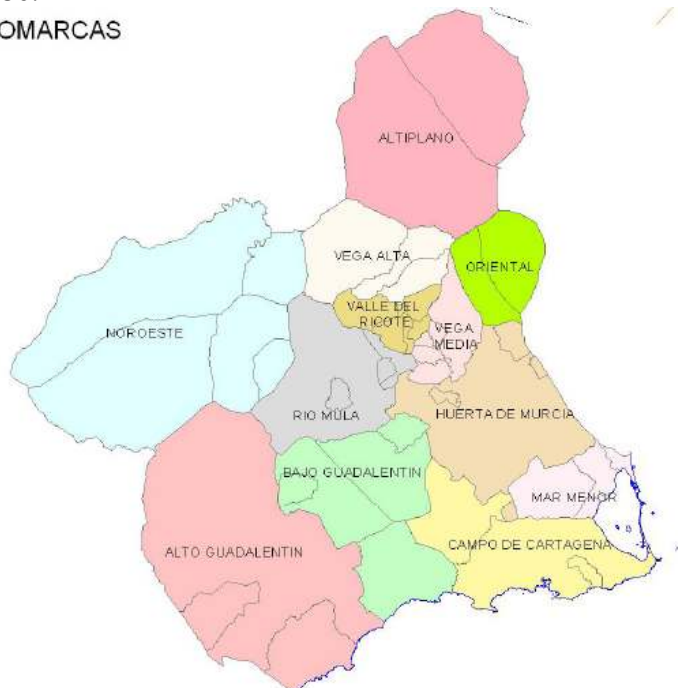 OMARCAS
ALTIPLANO
VEGA ALTA
ORIENTAL
VALLE DEL
RICOTE
NOROESTE
VEGA
MEDIA
RIO MULA
HUERTA DE MURCIA
BAJO GUADALENTIN
MAR MENOR
ALTO GUADALENTIN
CAMPO DE CARTAGENA